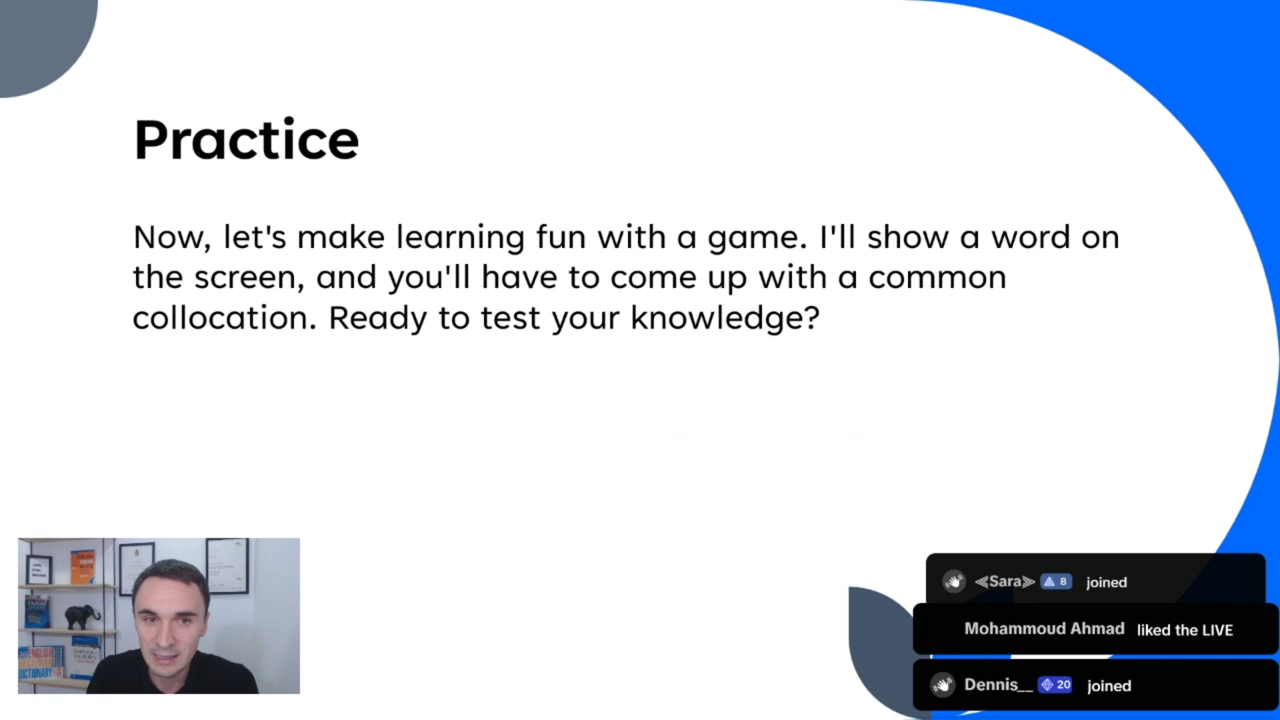 Practice
Now, let's make learning fun with a game. I'll show a word on
the screen, and you'll have to come up with a common
collocation. Ready to test your knowledge?
≪Sara≫ 8 joined
Mohammoud Ahmad liked the LIVE
Dennis__ 20 joined
DICTIONARY